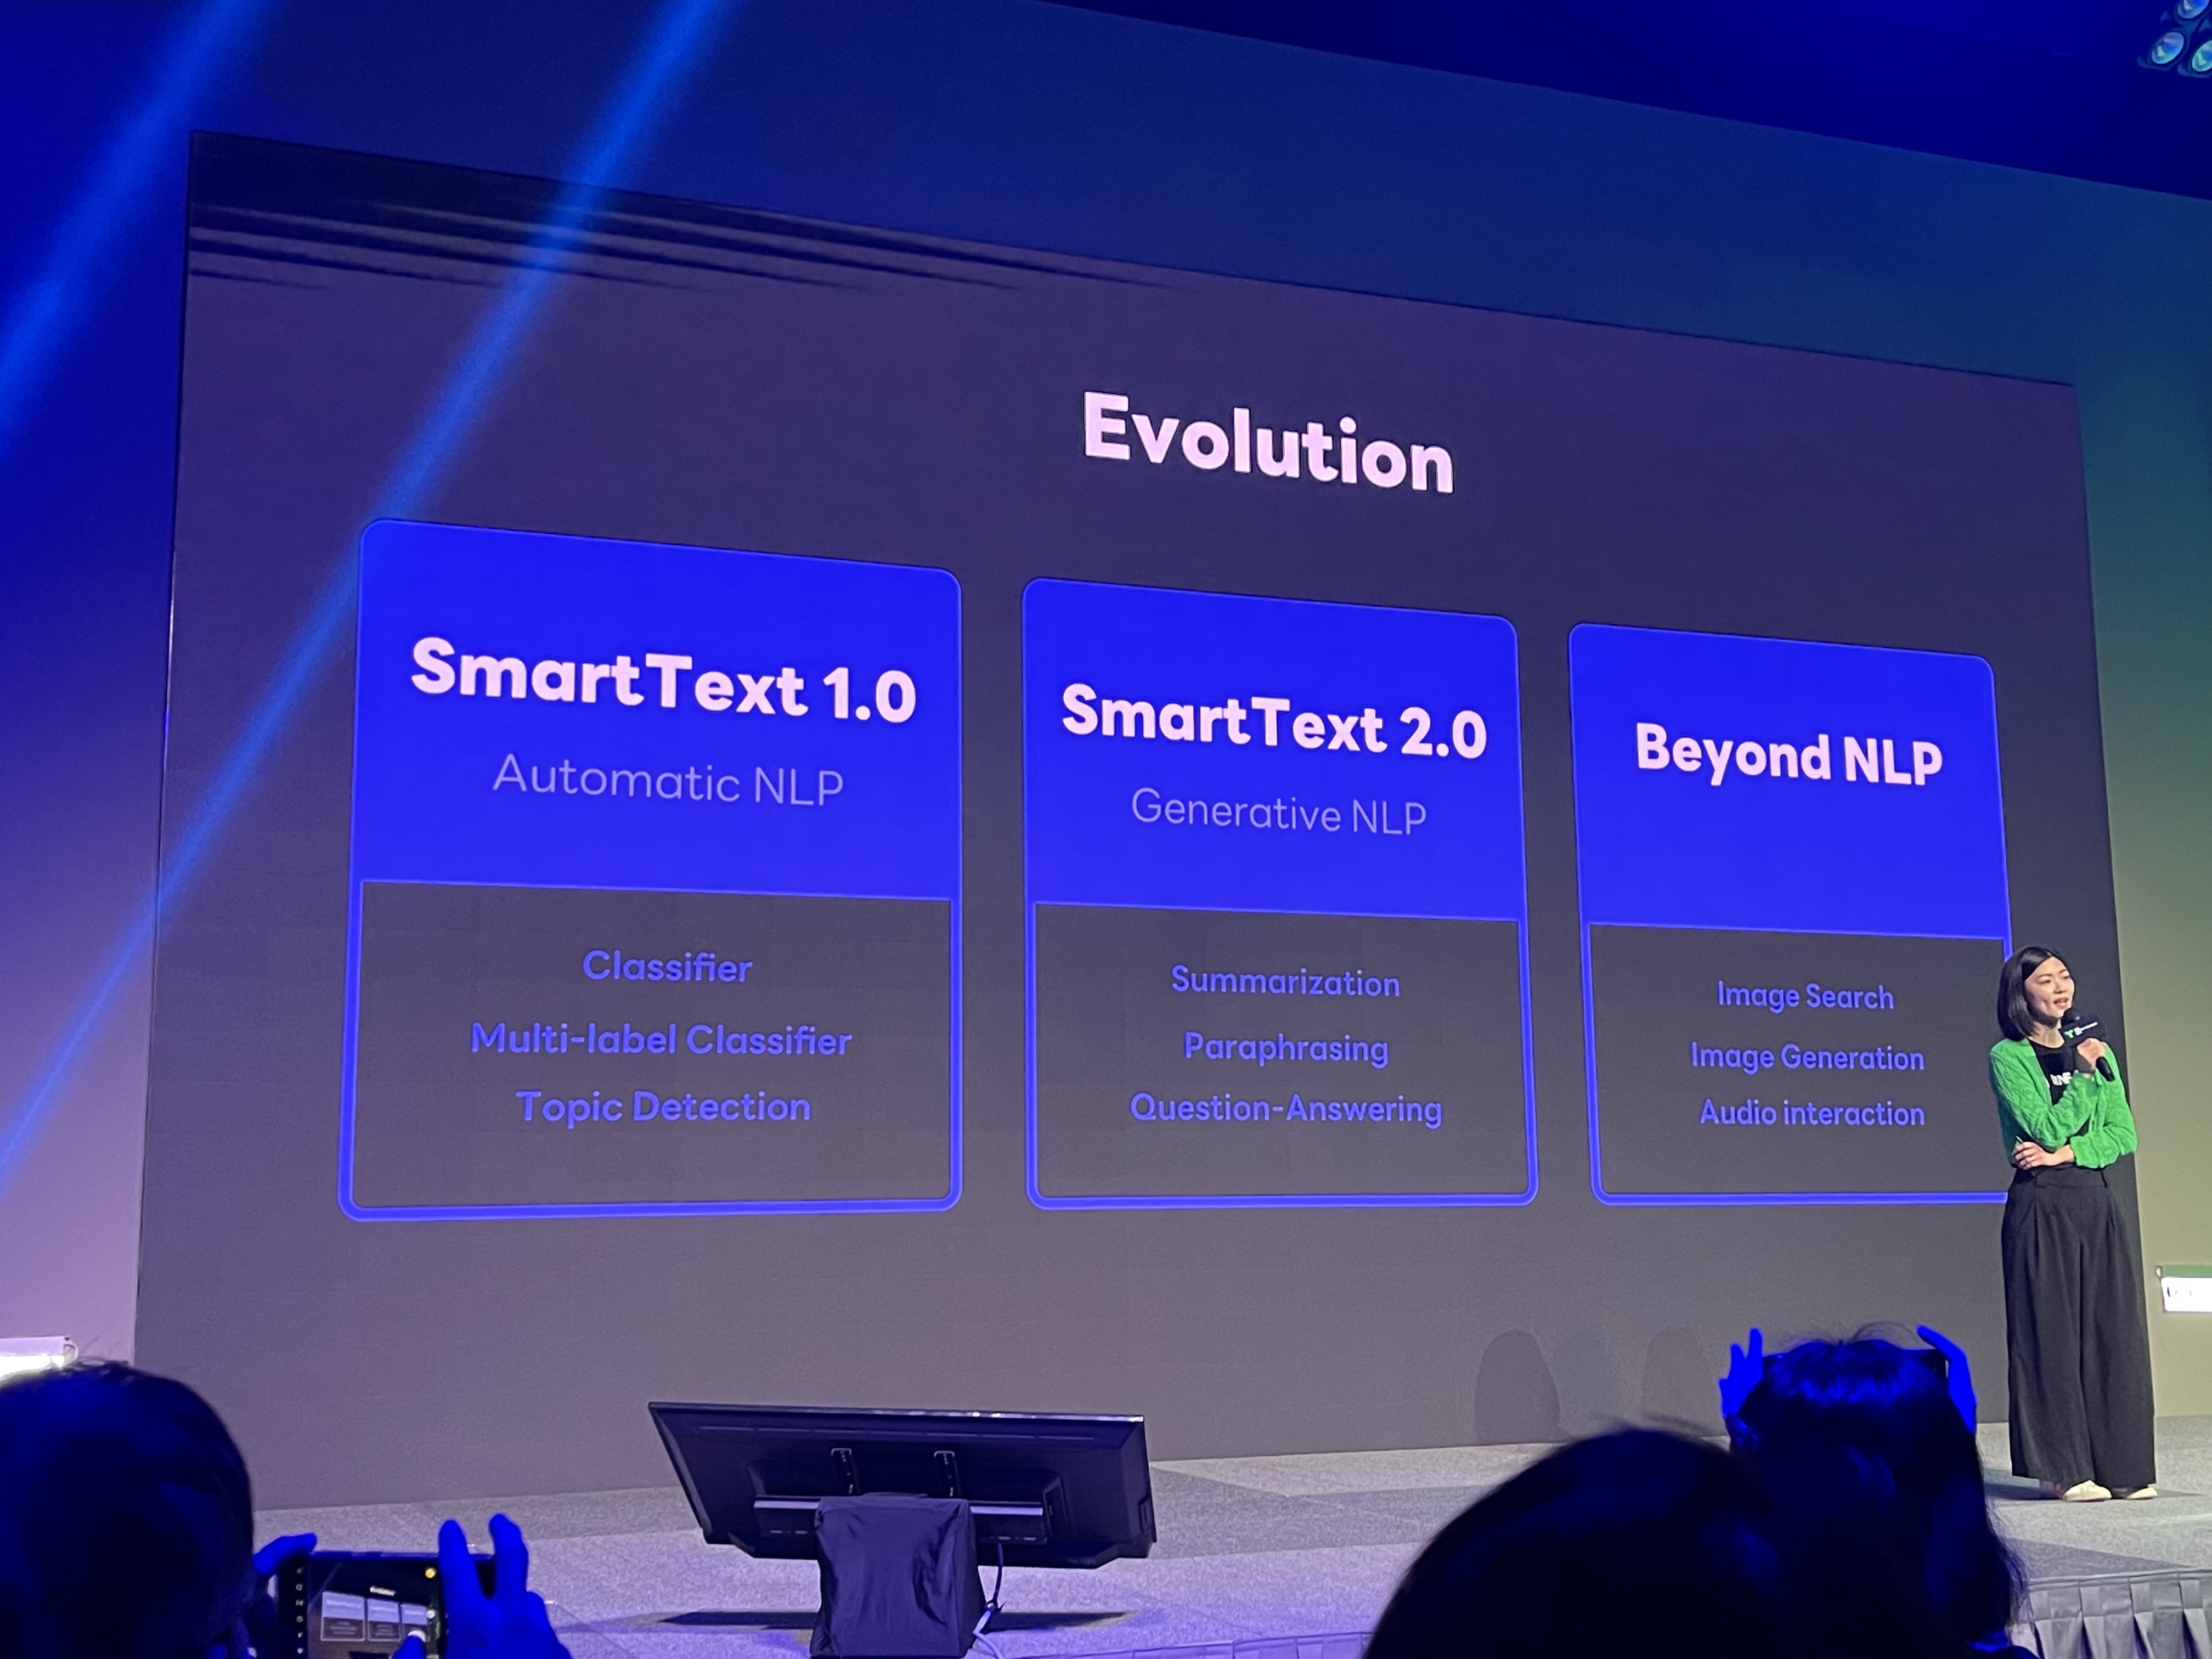 Evolution
SmartText 1.0
Automatic NLP
Classifier
Multi-label Classifier
Topic Detection
SmartText 2.0
Generative NLP
Summarization
Paraphrasing
Question-Answering
Beyond NLP
Image Search
Image Generation
Audio interaction